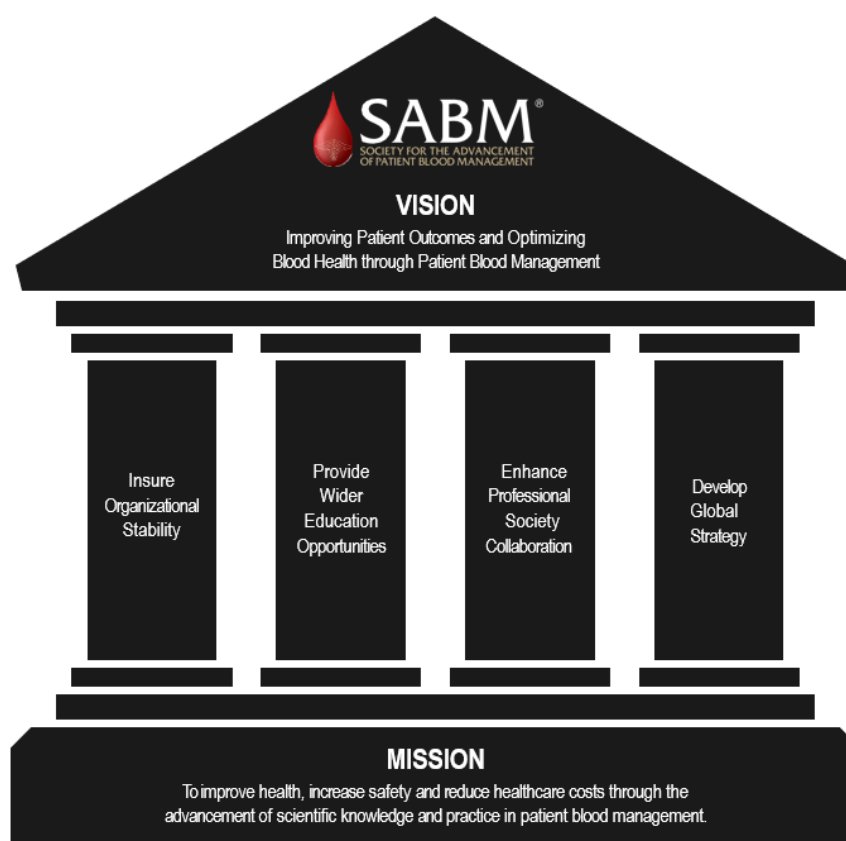 SABM®
SOCIETY FOR THE ADVANCEMENT
OF PATIENT BLOOD MANAGEMENT
VISION
Improving Patient Outcomes and Optimizing
Blood Health through Patient Blood Management
Insure
Organizational
Stability
Provide
Wider
Education
Opportunities
Enhance
Professional
Society
Collaboration
Develop
Global
Strategy
MISSION
To improve health, increase safety and reduce healthcare costs through the
advancement of scientific knowledge and practice in patient blood management.